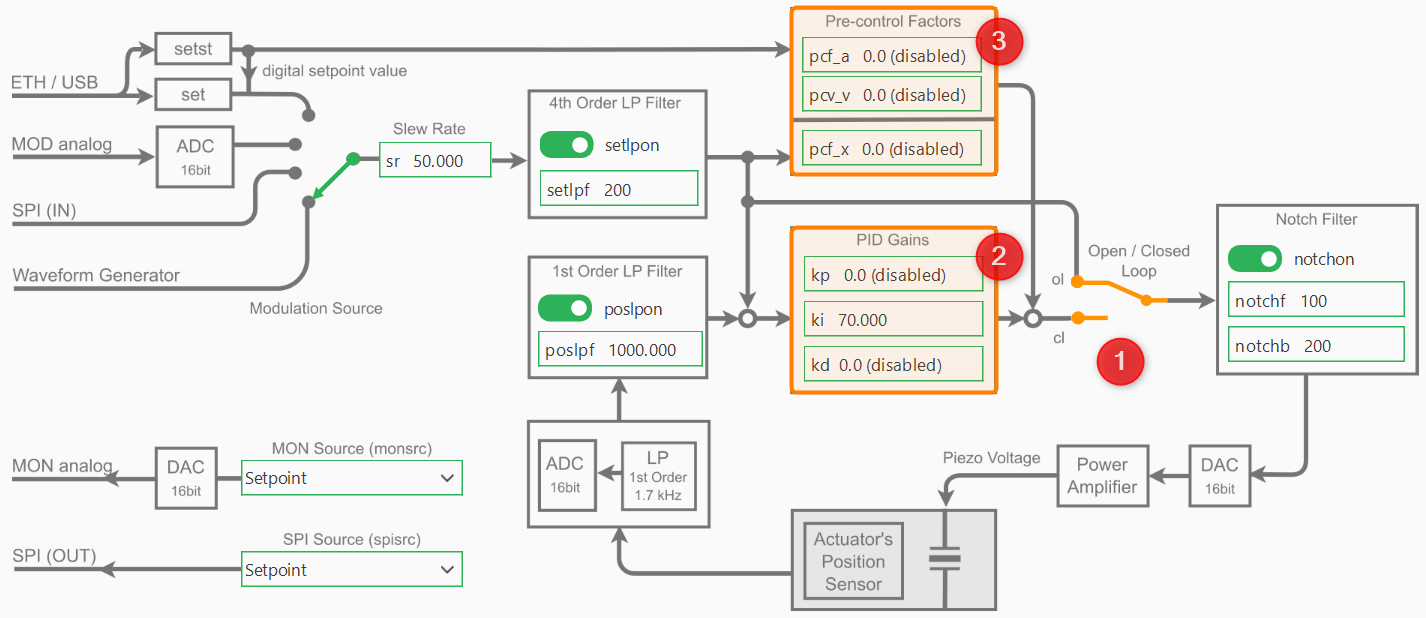 setst
ETH / USB
digital setpoint value
set
MOD analog
ADC
16bit
SPI (IN)
Waveform Generator
Modulation Source
Slew Rate
sr 50.000
4th Order LP Filter
setlpon
setlpf 200
Pre-control Factors
3
pcf_a 0.0 (disabled)
pcv_v 0.0 (disabled)
pcf_x 0.0 (disabled)
1st Order LP Filter
poslpon
poslpf 1000.000
PID Gains
2
kp 0.0 (disabled)
ki 70.000
kd 0.0 (disabled)
Open / Closed
Loop
ol
cl
1
Notch Filter
notchon
notchf 100
notchb 200
MON analog
DAC
16bit
MON Source (monsrc)
Setpoint
SPI (OUT)
SPI Source (spisrc)
Setpoint
ADC
16bit
LP
1st Order
1.7 kHz
Piezo Voltage
Power
Amplifier
DAC
16bit
Actuator's
Position
Sensor